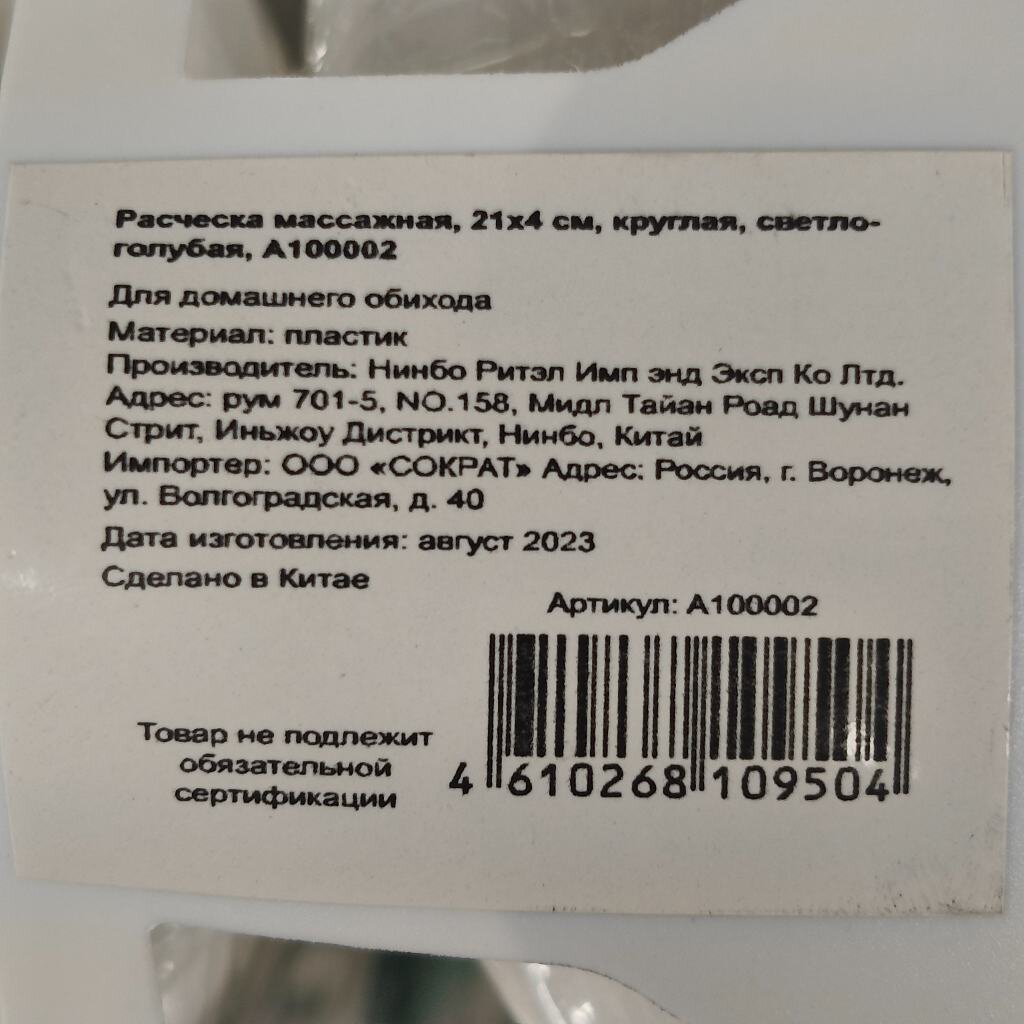 Расческа массажная, 21х4 см, круглая, светло-
голубая, А100002
Для домашнего обихода
Материал: пластик
Производитель: Нинбо Ритэл Имп энд Эксп Ко Лтд.
Адрес: рум 701-5, NO.158, Мидл Тайан Роад Шунан
Стрит, Иньжоу Дистрикт, Нинбо, Китай
Импортер: ООО «СОКРАТ» Адрес: Россия, г. Воронеж,
ул. Волгоградская, д. 40
Дата изготовления: август 2023
Сделано в Китае
Артикул: А100002
Товар не подлежит
обязательной
сертификации
4 610268 109504